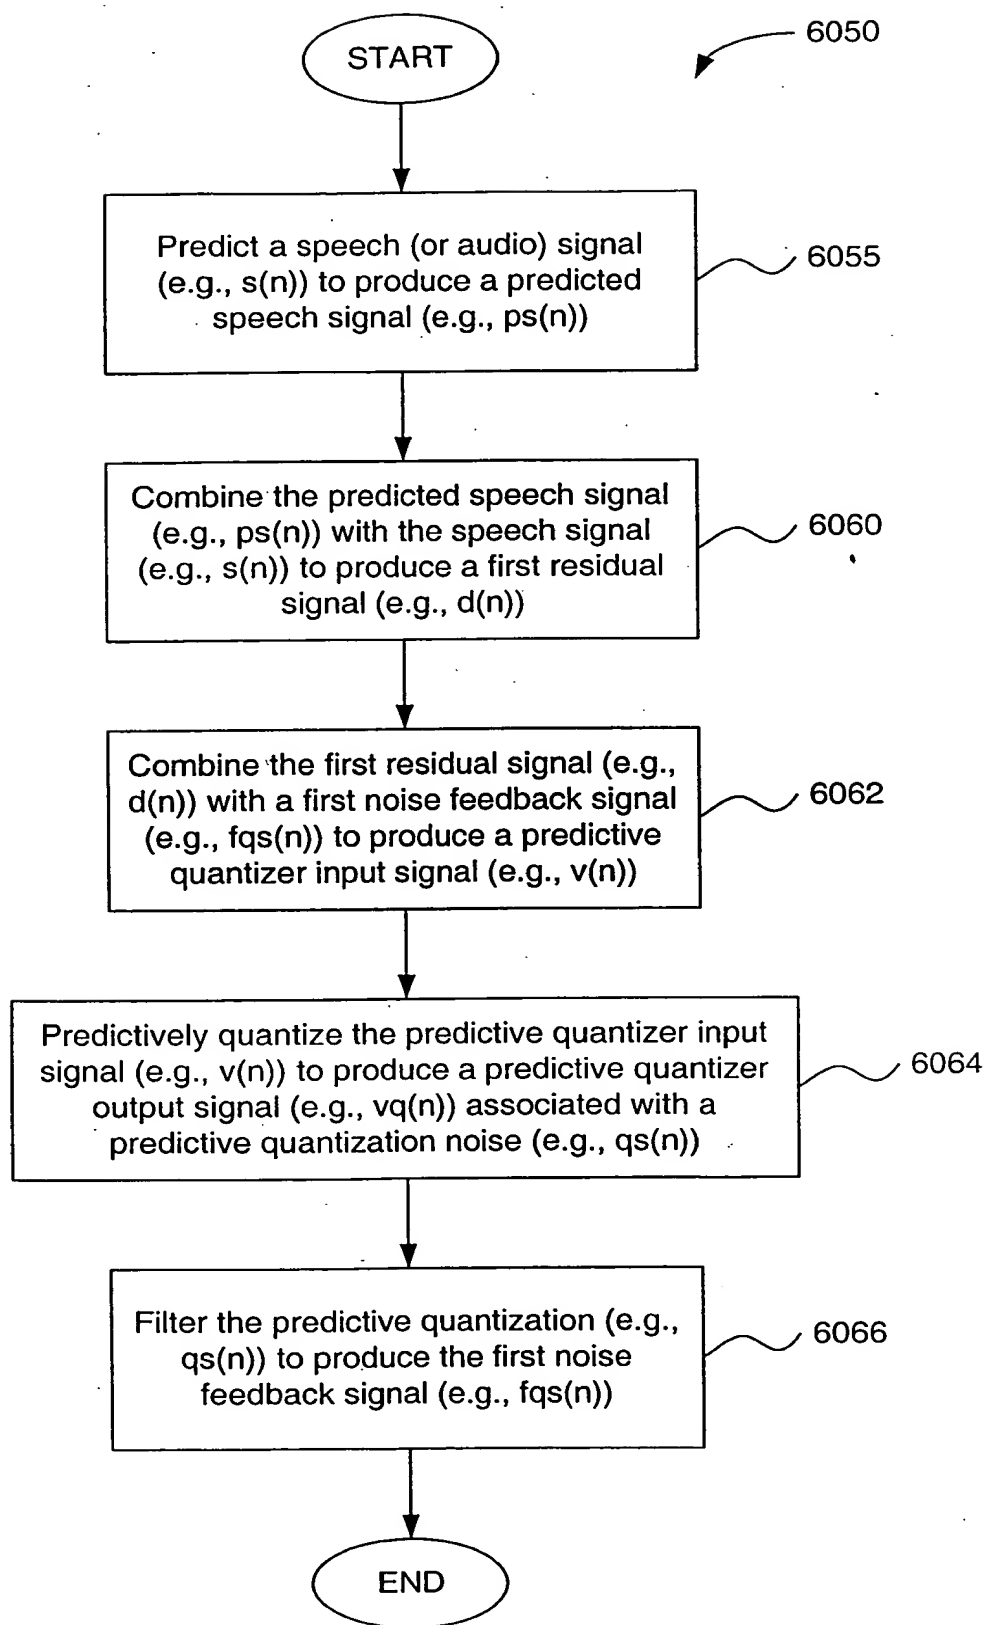 START
6050
Predict a speech (or audio) signal
(e.g., s(n)) to produce a predicted
speech signal (e.g., ps(n))
6055
Combine the predicted speech signal
(e.g., ps(n)) with the speech signal
(e.g., s(n)) to produce a first residual
signal (e.g., d(n))
6060
Combine the first residual signal (e.g.,
d(n)) with a first noise feedback signal
(e.g., fqs(n)) to produce a predictive
quantizer input signal (e.g., v(n))
6062
Predictively quantize the predictive quantizer input
signal (e.g., v(n)) to produce a predictive quantizer
output signal (e.g., vq(n)) associated with a
predictive quantization noise (e.g., qs(n))
6064
Filter the predictive quantization (e.g.,
qs(n)) to produce the first noise
feedback signal (e.g., fqs(n))
6066
END